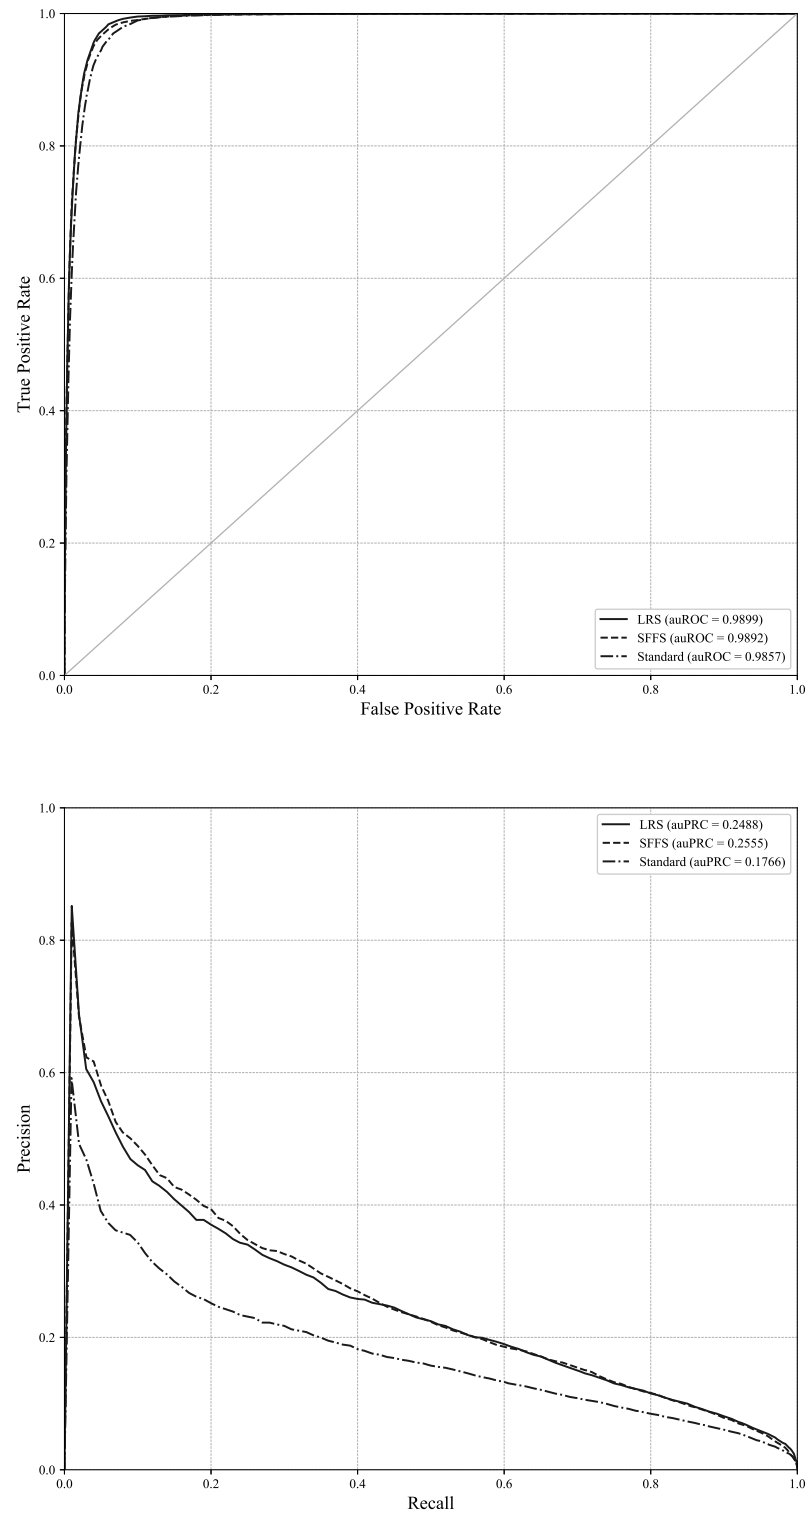 1.0
0.8
0.6
0.4
0.2
0.0
True Positive Rate
LRS (auROC = 0.9899)
SFFS (auROC = 0.9892)
Standard (auROC = 0.9857)
0.0 0.2 0.4 0.6 0.8 1.0
False Positive Rate
1.0
0.8
0.6
0.4
0.2
0.0
Precision
LRS (auPRC = 0.2488)
SFFS (auPRC = 0.2555)
Standard (auPRC = 0.1766)
0.0 0.2 0.4 0.6 0.8 1.0
Recall